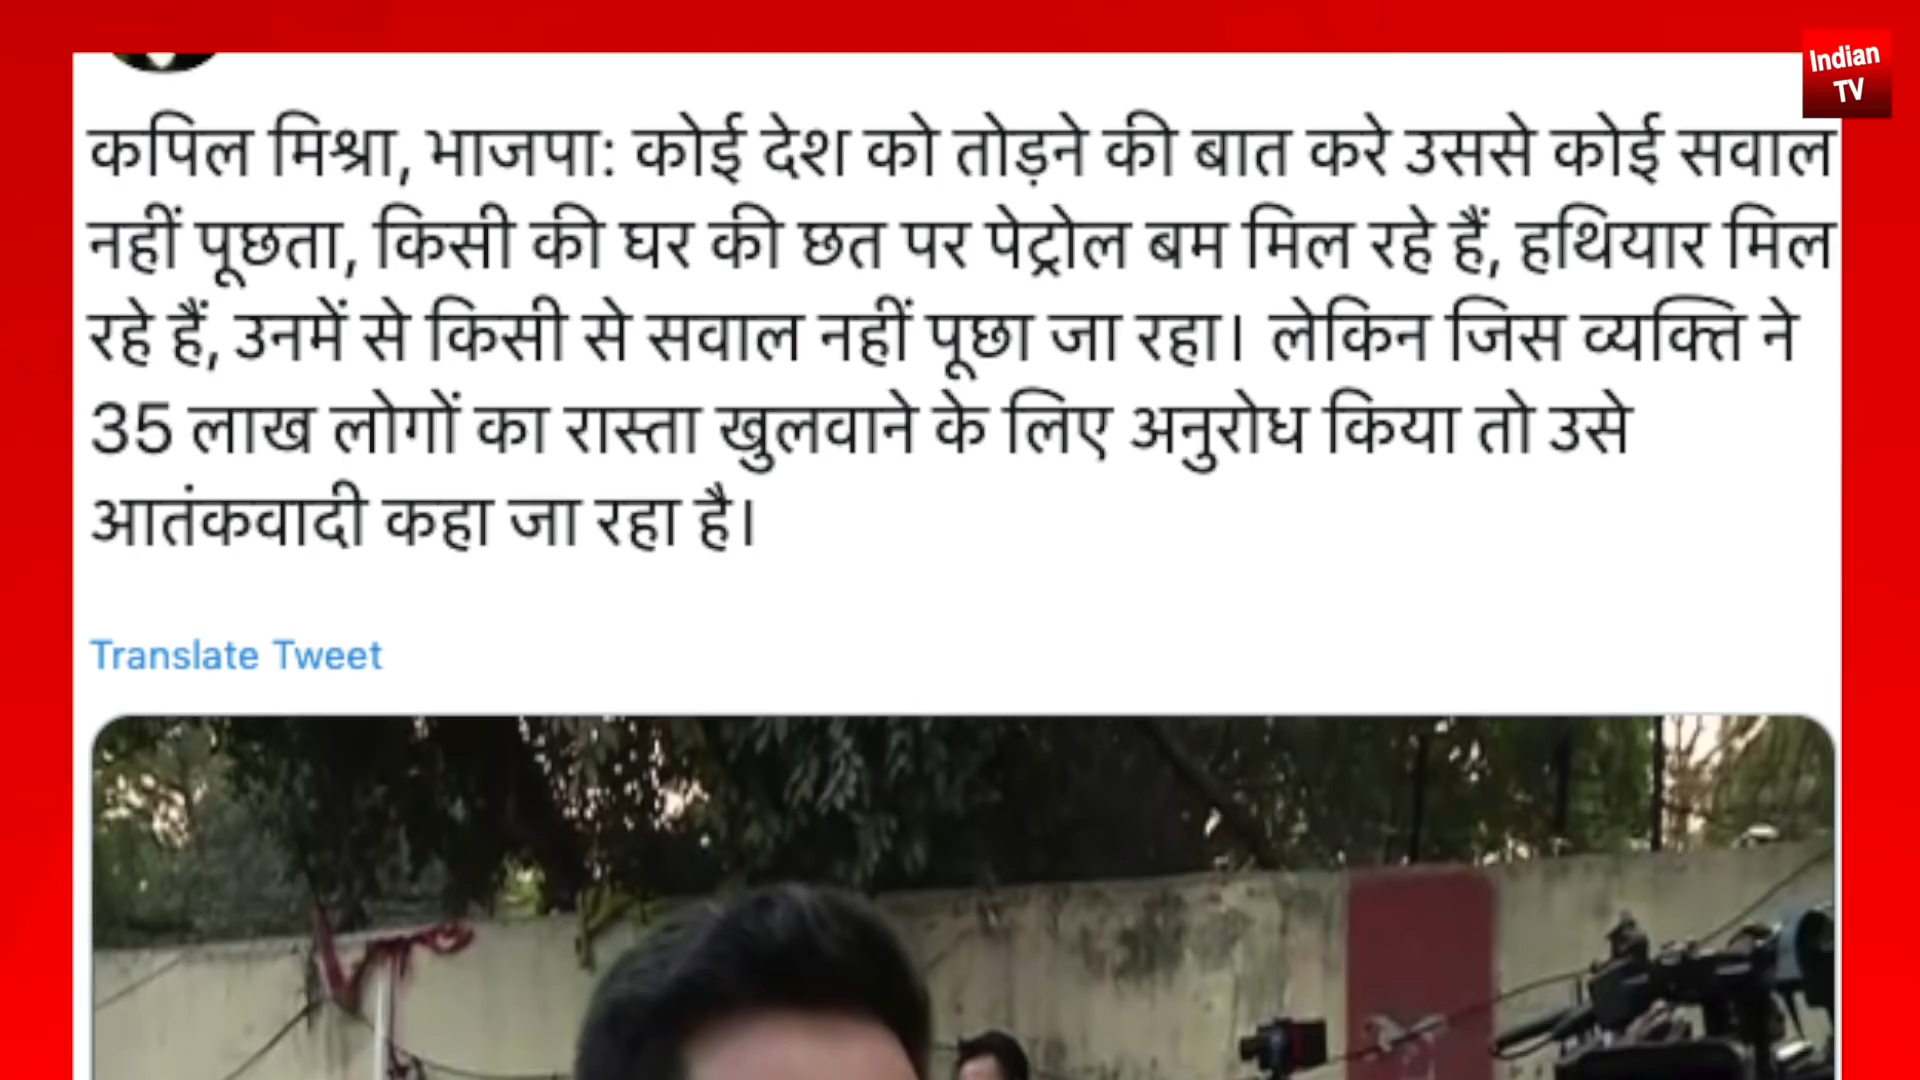 Indian
TV
कपिल मिश्रा, भाजपा: कोई देश को तोड़ने की बात करे उससे कोई सवाल
नहीं पूछता, किसी की घर की छत पर पेट्रोल बम मिल रहे हैं, हथियार मिल
रहे हैं, उनमें से किसी से सवाल नहीं पूछा जा रहा। लेकिन जिस व्यक्ति ने
35 लाख लोगों का रास्ता खुलवाने के लिए अनुरोध किया तो उसे
आतंकवादी कहा जा रहा है।
Translate Tweet